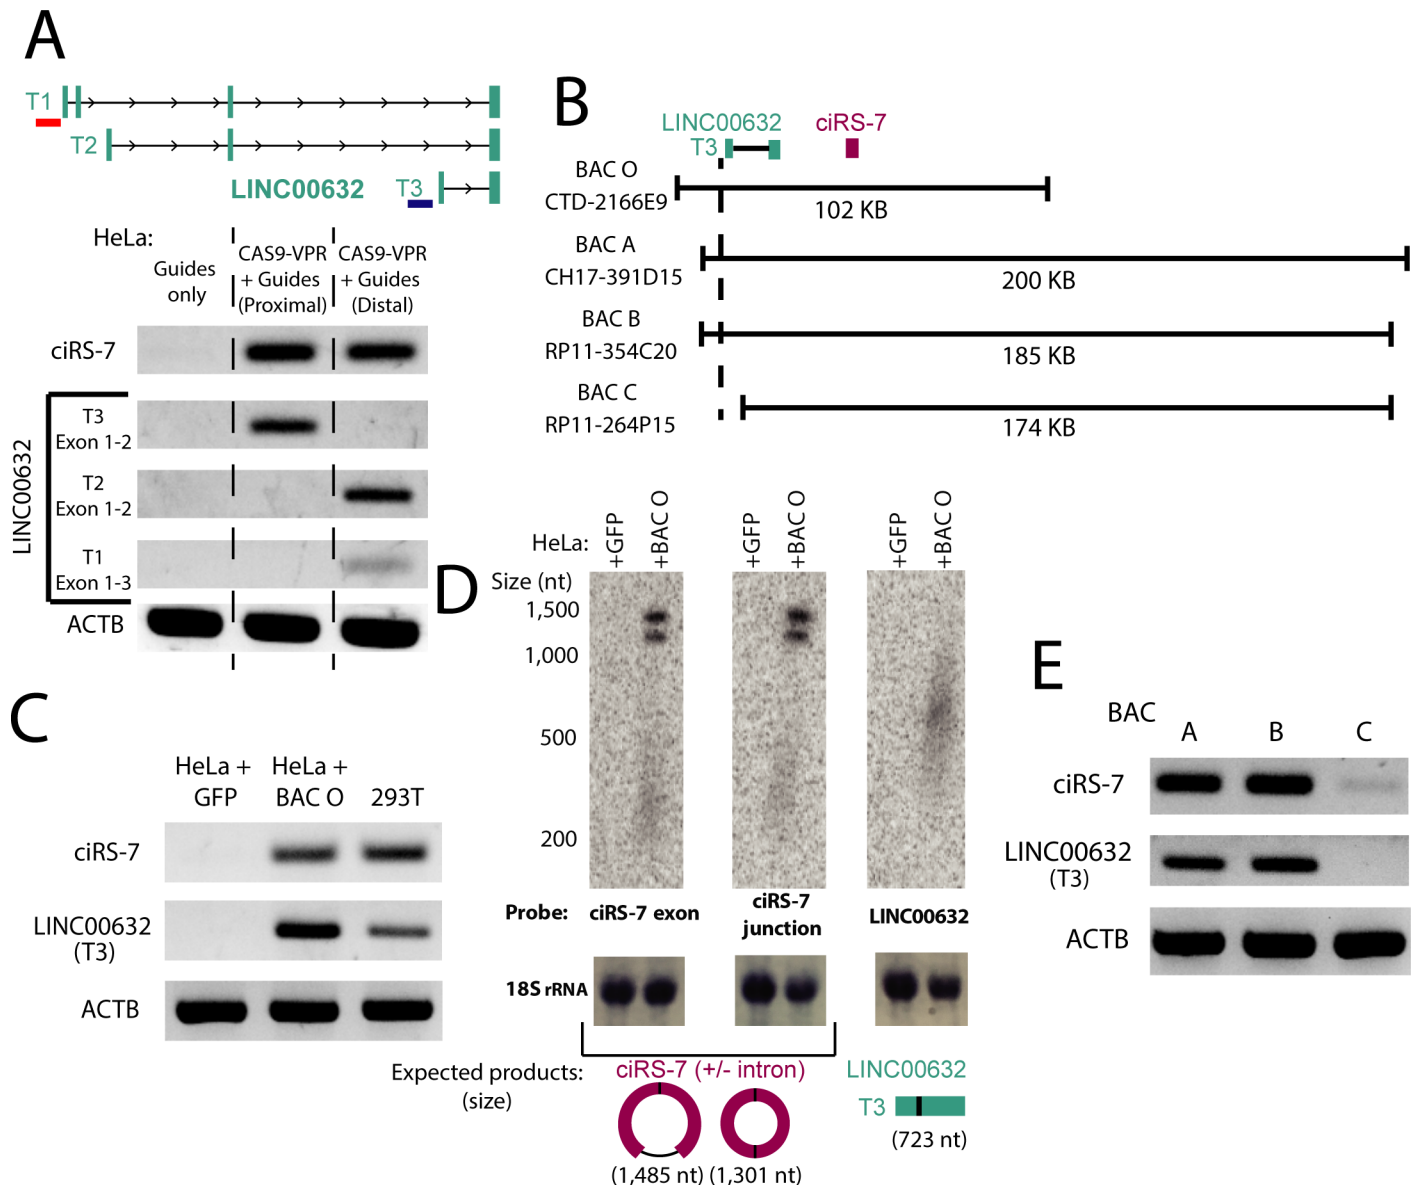 A
T1
T2
LINC00632
T3
HeLa:
Guides
only
CAS9-VPR
+ Guides
(Proximal)
CAS9-VPR
+ Guides
(Distal)
ciRS-7
LINC00632
T3
Exon 1-2
T2
Exon 1-2
T1
Exon 1-3
ACTB
B
LINC00632
T3
ciRS-7
BAC O
CTD-2166E9
102 KB
BAC A
CH17-391D15
200 KB
BAC B
RP11-354C20
185 KB
BAC C
RP11-264P15
174 KB
C
HeLa +
GFP
HeLa +
BAC O
293T
ciRS-7
LINC00632
(T3)
ACTB
D
HeLa:
+GFP
+BAC O
+GFP
+BAC O
+GFP
+BAC O
Size (nt)
1,500
1,000
500
200
Probe:
ciRS-7 exon
ciRS-7
junction
LINC00632
18S rRNA
Expected products:
(size)
ciRS-7 (+/- intron)
(1,485 nt)
(1,301 nt)
LINC00632
T3
(723 nt)
E
BAC
A
B
C
ciRS-7
LINC00632
(T3)
ACTB